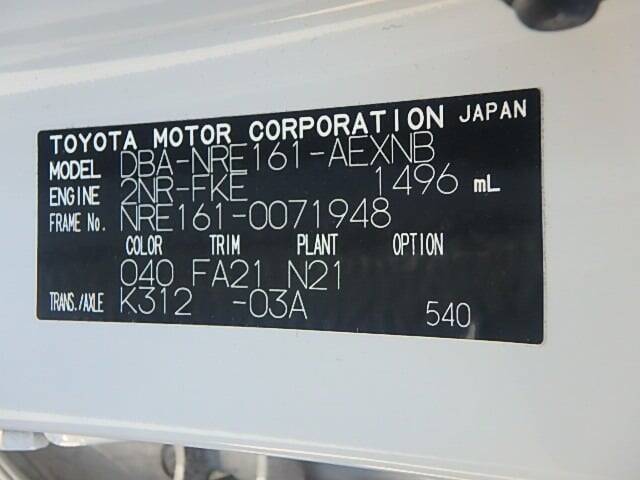 TOYOTA MOTOR CORPORATION JAPAN
MODEL DBA-NRE161-AEXNB
ENGINE 2NR-FKE 1496 mL
FRAME No. NRE161-0071948
COLOR TRIM PLANT OPTION
040 FA21 N21
TRANS./AXLE K312 -03A 540